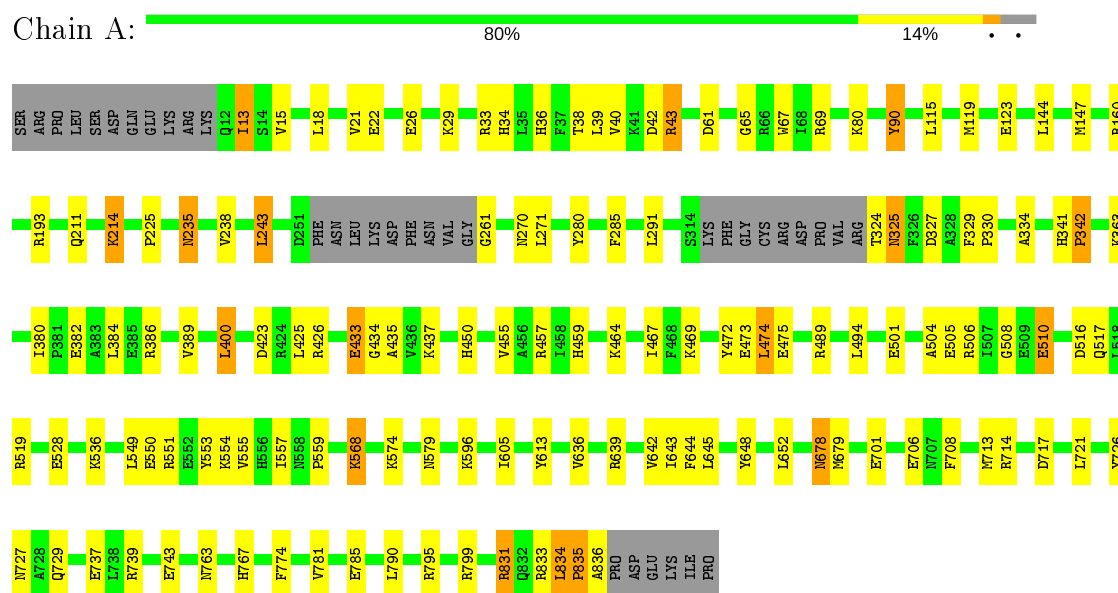 Chain A:
80% 14% • •
SER ARG PRO LEU SER ASP GLN GLU LYS ARG LYS Q12 I13 S14 V15 L18 V21 E22 E26 K29 R33 H34 L35 H36 F37 T38 L39 V40 K41 D42 R43 D61 G65 R66 W67 I68 R69 K80 Y90 L115 M119 E123 L144 M147 R160
R193 Q211 K214 P225 N235 V238 L243 D251 PHE ASN LEU LYS ASP PHE ASN VAL GLY G261 N270 L271 Y280 F285 L291 S314 LYS PHE GLY CYS ARG ASP PRO VAL ARG T324 N325 F326 D327 A328 F329 P330 A334 H341 P342 K363
I380 P381 E382 A383 L384 E385 R386 V389 L400 D423 R424 L425 R426 E433 G434 A435 V436 K437 H450 V455 A456 R457 I458 H459 K464 I467 F468 K469 Y472 E473 L474 E475 R489 L494 E501 A504 E505 R506 I507 G508 E509 E510 D516 Q517 L518
R519 E528 K536 L549 E550 R551 E552 Y553 K554 V555 H556 I557 N558 P559 K568 K574 N579 K596 I605 Y613 V636 R639 V642 I643 F644 L645 Y648 L652 N678 M679 E701 E706 N707 F708 M713 R714 D717 L721 Y726
N727 A728 Q729 E737 L738 R739 E743 N763 H767 F774 V781 E785 L790 R795 R799 R831 Q832 R833 L834 P835 A836 PRO ASP GLU LYS ILE PRO